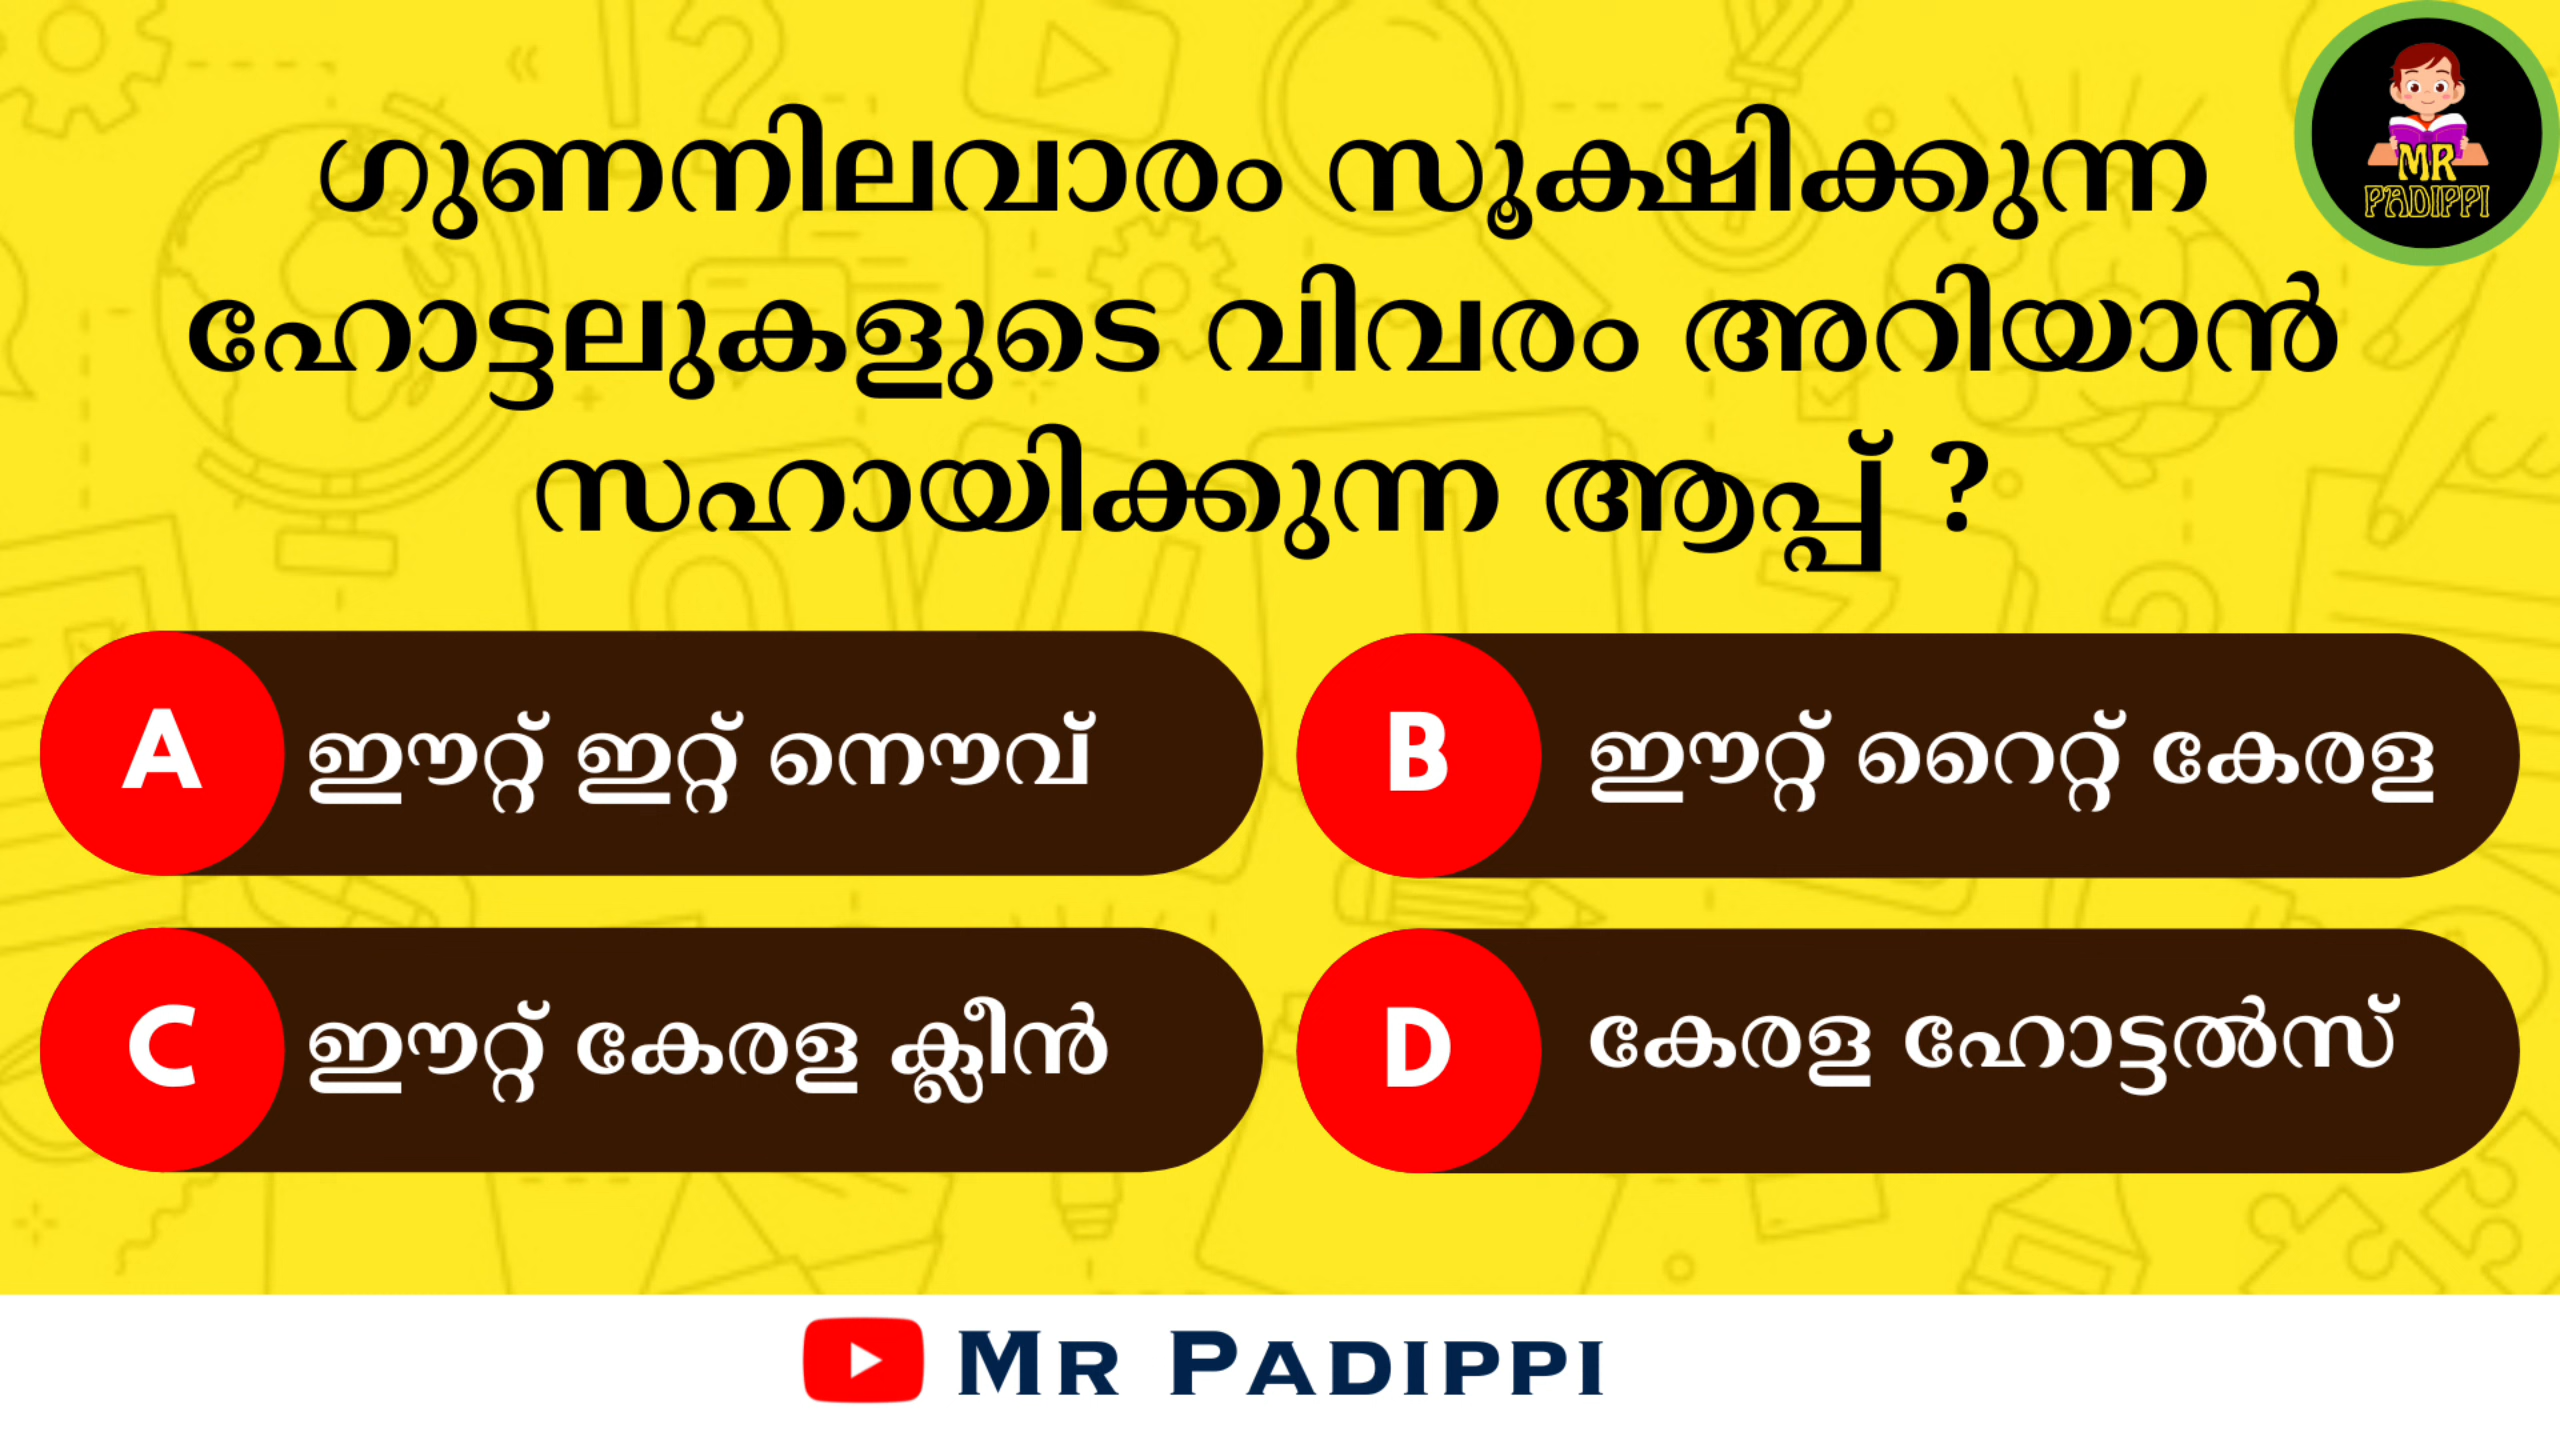 MR
PADIPPI
ഗുണനിലവാരം സൂക്ഷിക്കുന്ന
ഹോട്ടലുകളുടെ വിവരം അറിയാൻ
സഹായിക്കുന്ന ആപ്പ് ?
A ഈറ്റ് ഇറ്റ് നൌവ്
B ഈറ്റ് റൈറ്റ് കേരള
C ഈറ്റ് കേരള ക്ലീൻ
D കേരള ഹോട്ടൽസ്
MR PADIPPI